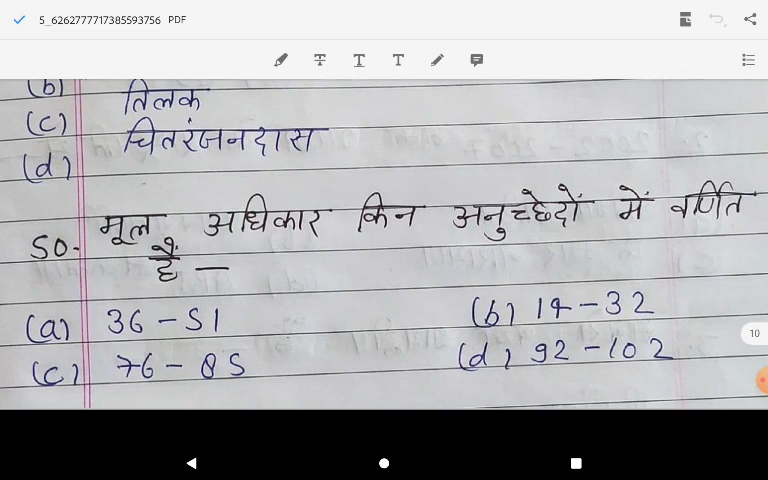 5_6262777717385593756 PDF
(b)
(c) तिलक
(d) चितरंजनदास
50. मूल अधिकार किन अनुच्छेदों में वर्णित
है —
(a) 36-51 (b) 14-32
(c) 76-85 (d) 92-102
10